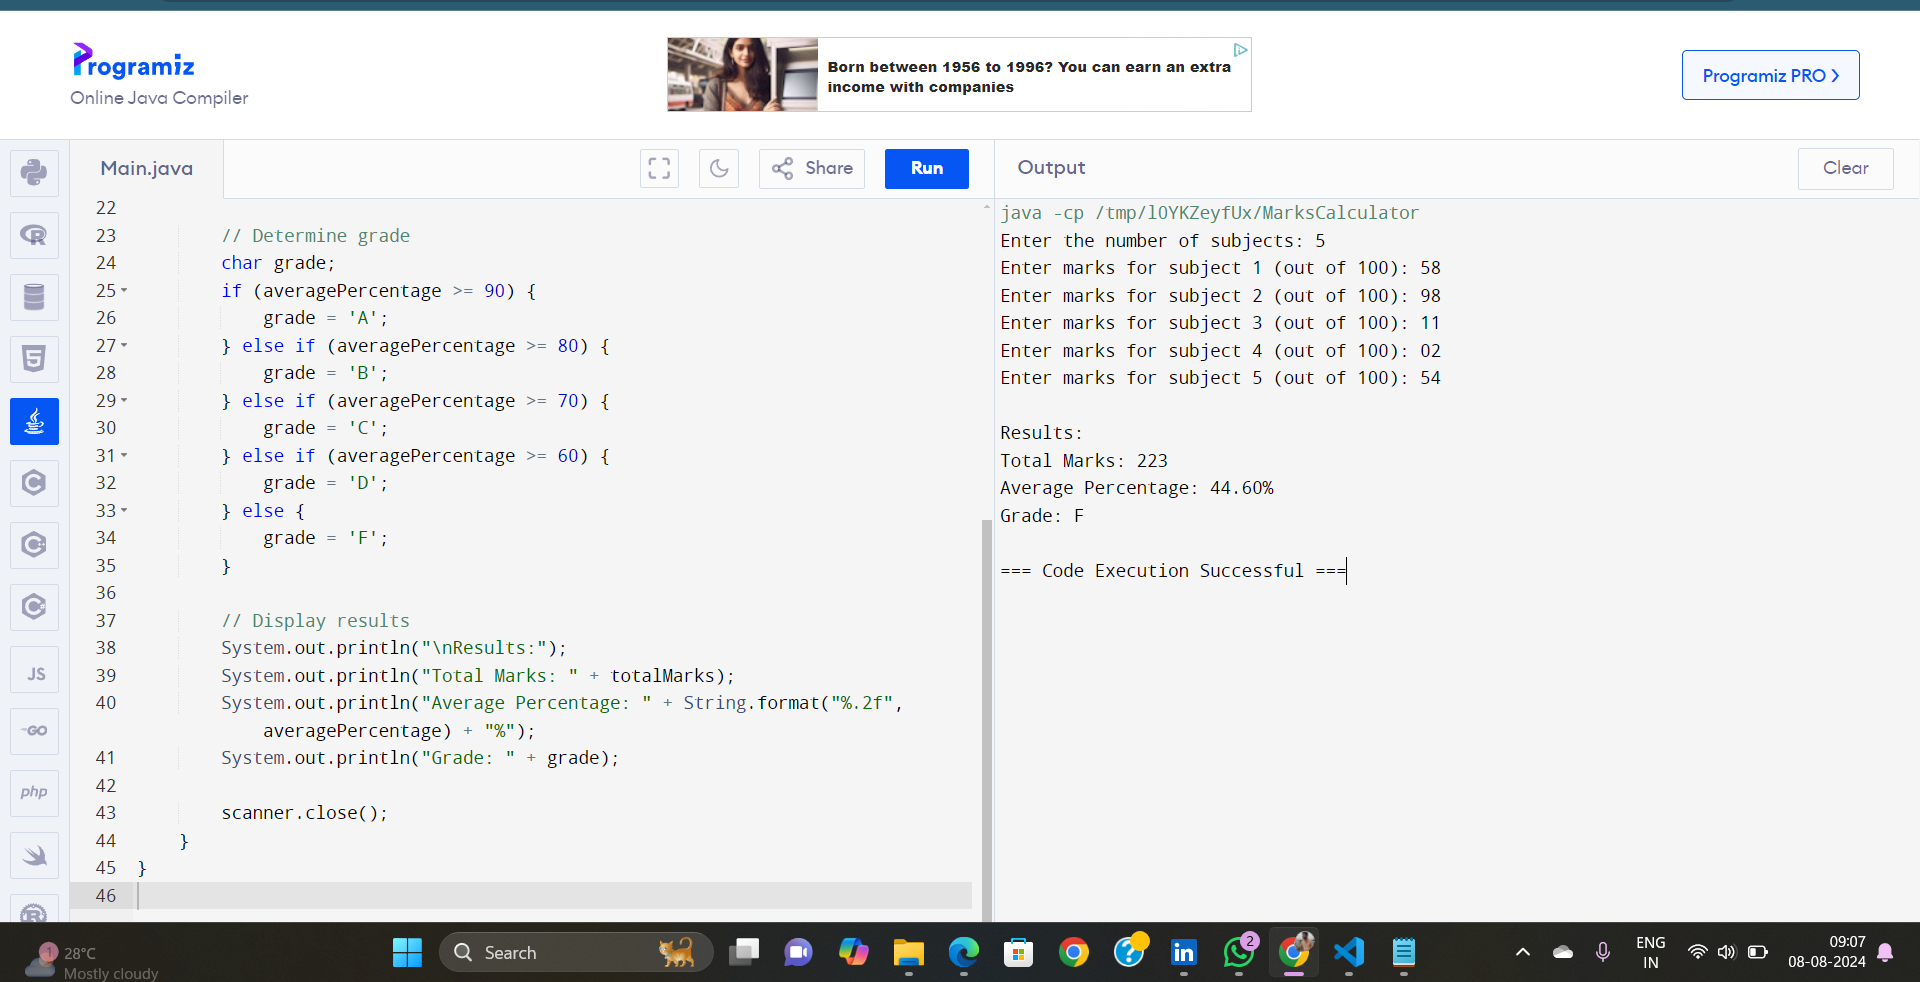 Programiz
Online Java Compiler
Born between 1956 to 1996? You can earn an extra
income with companies
Programiz PRO ›
Main.java
Share
Run
Output
Clear
22
23 // Determine grade
24 char grade;
25 if (averagePercentage >= 90) {
26 grade = 'A';
27 } else if (averagePercentage >= 80) {
28 grade = 'B';
29 } else if (averagePercentage >= 70) {
30 grade = 'C';
31 } else if (averagePercentage >= 60) {
32 grade = 'D';
33 } else {
34 grade = 'F';
35 }
36
37 // Display results
38 System.out.println("\nResults:");
39 System.out.println("Total Marks: " + totalMarks);
40 System.out.println("Average Percentage: " + String.format("%.2f",
averagePercentage) + "%");
41 System.out.println("Grade: " + grade);
42
43 scanner.close();
44 }
45 }
46
java -cp /tmp/lOYKZeyfUx/MarksCalculator
Enter the number of subjects: 5
Enter marks for subject 1 (out of 100): 58
Enter marks for subject 2 (out of 100): 98
Enter marks for subject 3 (out of 100): 11
Enter marks for subject 4 (out of 100): 02
Enter marks for subject 5 (out of 100): 54
Results:
Total Marks: 223
Average Percentage: 44.60%
Grade: F
=== Code Execution Successful ===
R
5
C
C
C
JS
GO
php
R
1
28°C
Mostly cloudy
Search
in
2
ENG
IN
09:07
08-08-2024